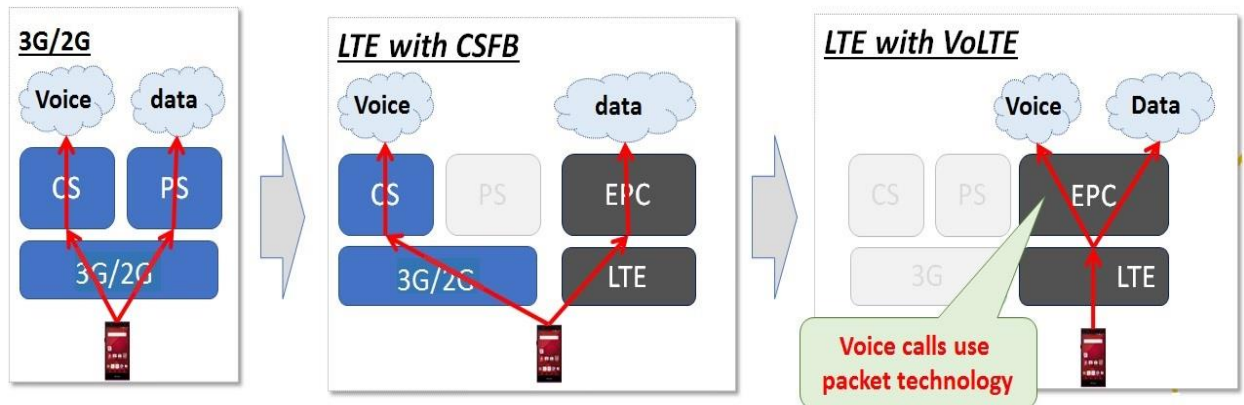 3G/2G
Voice
data
CS
PS
3G/2G
LTE with CSFB
Voice
data
CS
PS
EPC
3G/2G
LTE
LTE with VoLTE
Voice
Data
CS
PS
EPC
3G
LTE
Voice calls use
packet technology